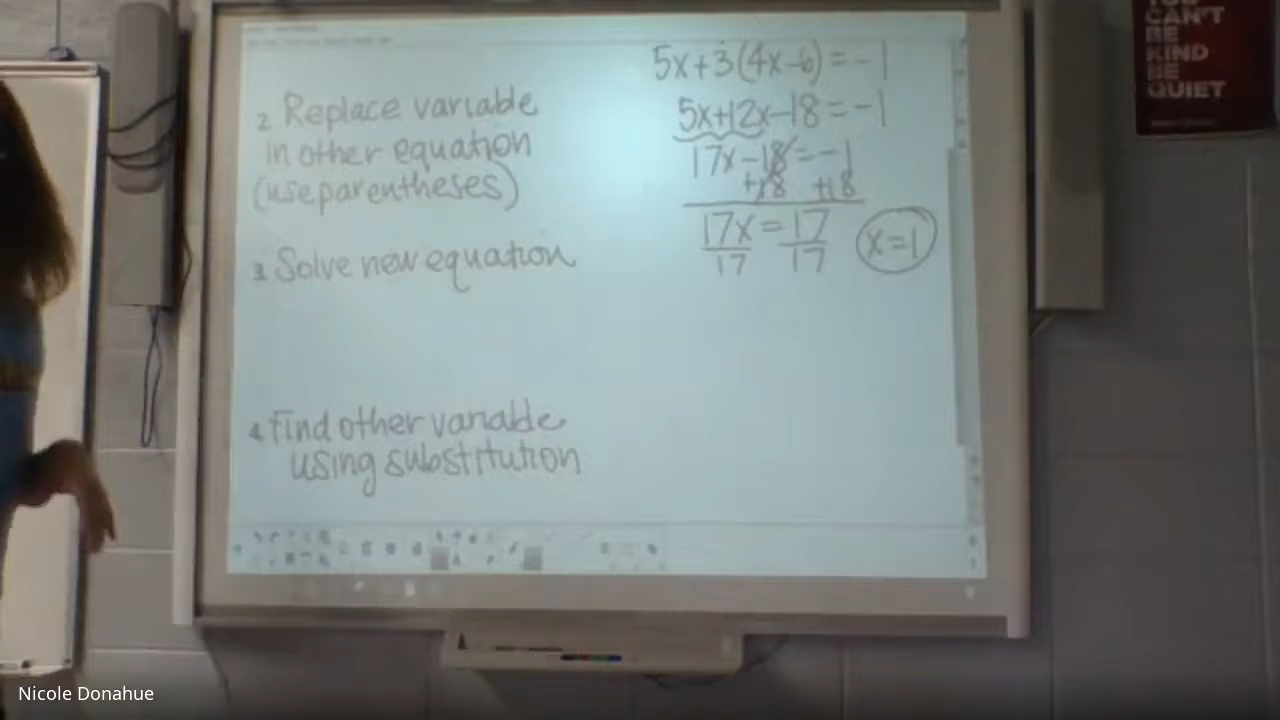 5x+3(4x-6)=-1
2. Replace variable
in other equation
(use parentheses)
5x+12x-18=-1
17x-18=-1
+18 +18
17x=17
17 17
x=1
3. Solve new equation
4. Find other variable
using substitution
CAN'T
BE
KIND
BE
QUIET
Nicole Donahue